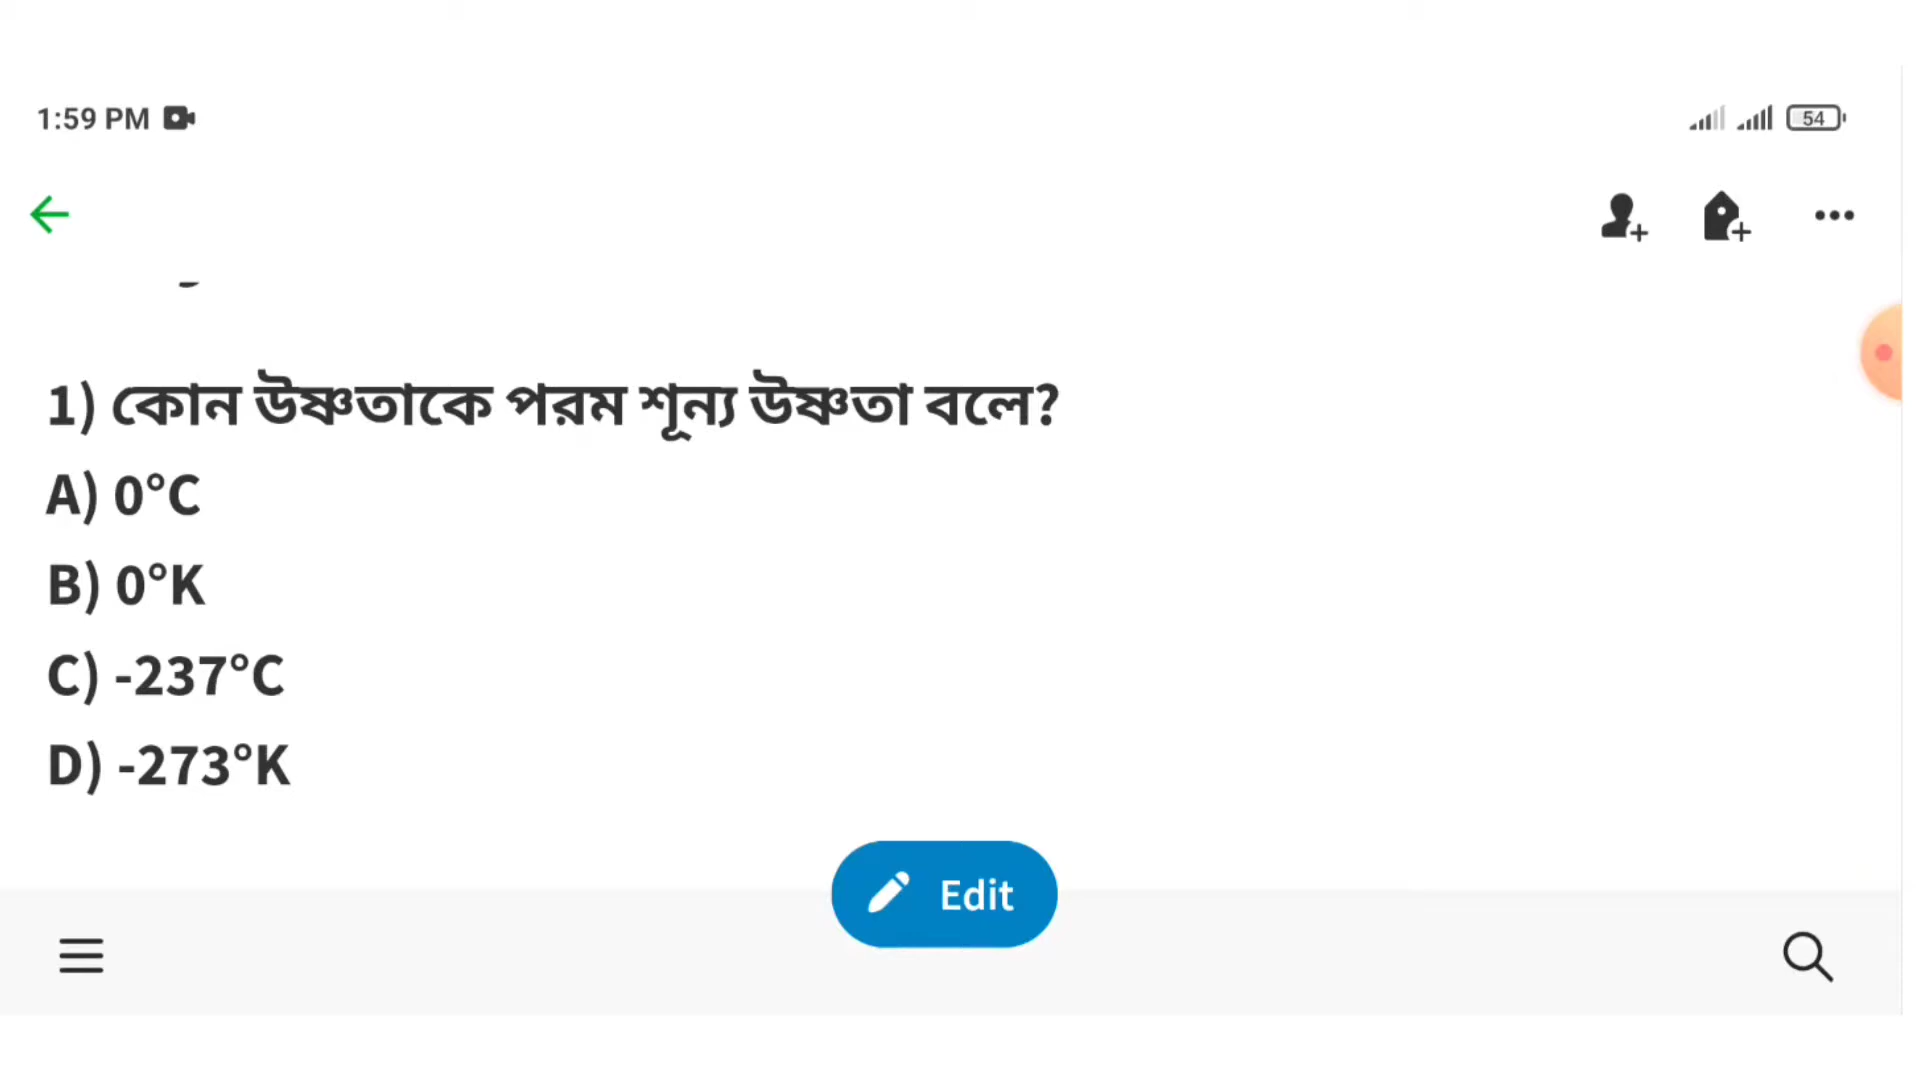 1:59 PM
54
1) কোন উষ্ণতাকে পরম শূন্য উষ্ণতা বলে?
A) 0°C
B) 0°K
C) -237°C
D) -273°K
Edit